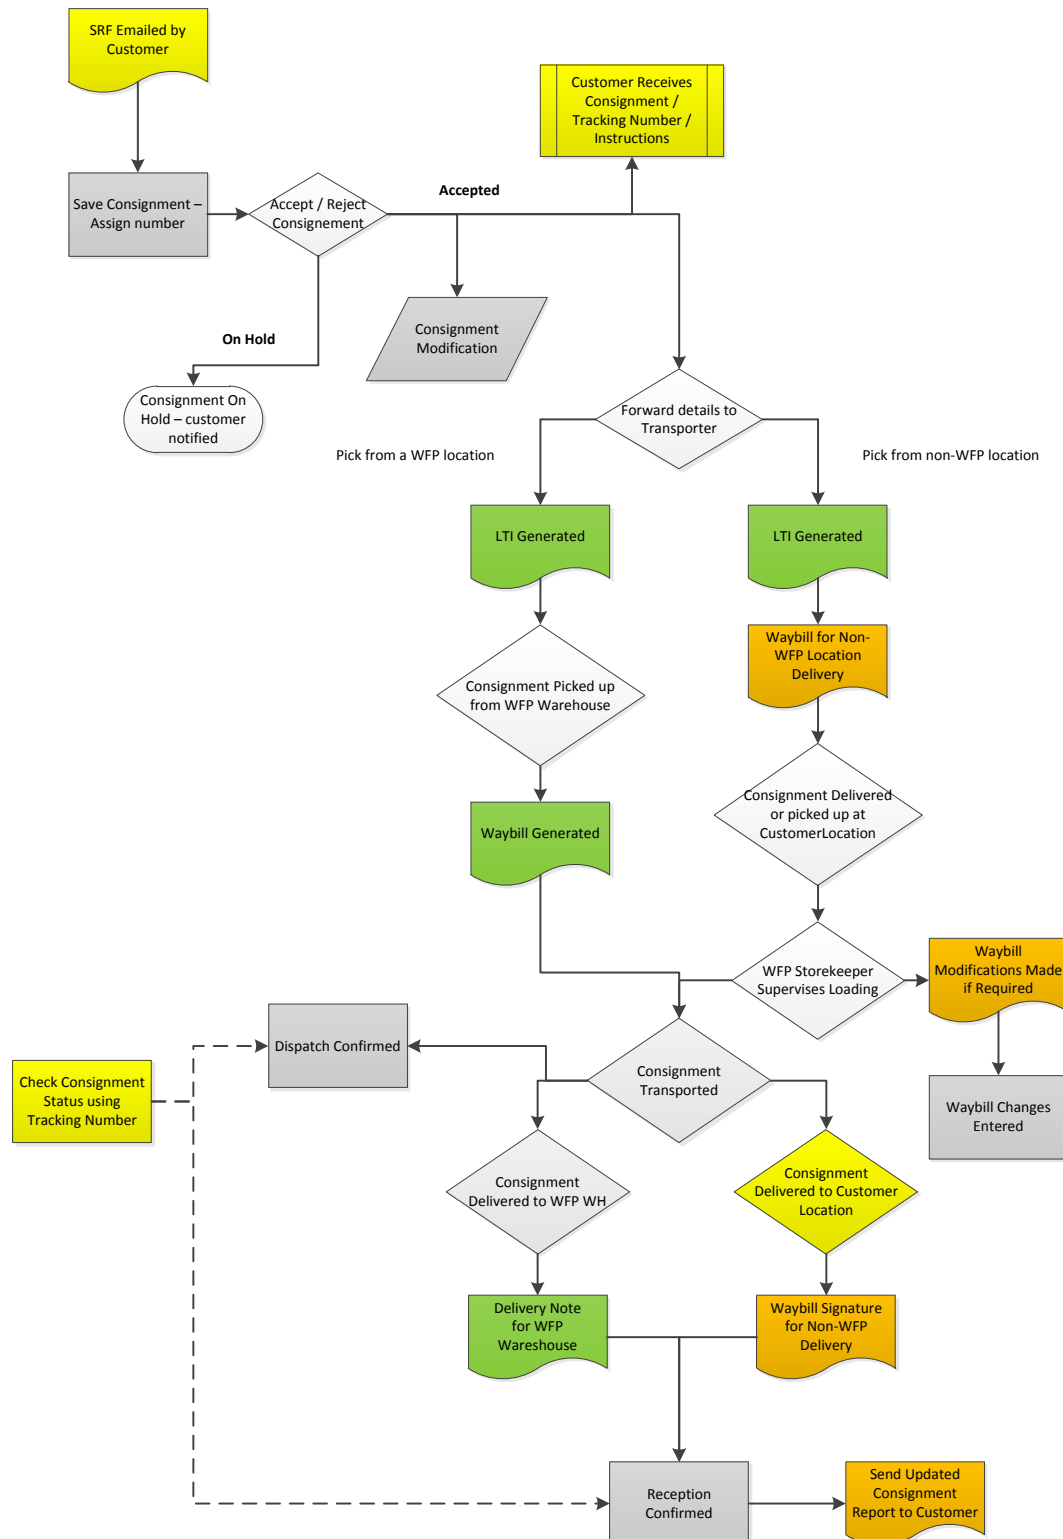 SRF Emailed by
Customer
Customer Receives
Consignment /
Tracking Number /
Instructions
Save Consignment –
Assign number
Accept / Reject
Consignement
Accepted
On Hold
Consignment
Modification
Consignment On
Hold – customer
notified
Forward details to
Transporter
Pick from a WFP location
Pick from non-WFP location
LTI Generated
LTI Generated
Consignment Picked up
from WFP Warehouse
Waybill for Non-
WFP Location
Delivery
Waybill Generated
Consignment Delivered
or picked up at
CustomerLocation
WFP Storekeeper
Supervises Loading
Waybill
Modifications Made
if Required
Dispatch Confirmed
Consignment
Transported
Check Consignment
Status using
Tracking Number
Waybill Changes
Entered
Consignment
Delivered to WFP WH
Consignment
Delivered to Customer
Location
Delivery Note
for WFP
Wareshouse
Waybill Signature
for Non-WFP
Delivery
Reception
Confirmed
Send Updated
Consignment
Report to Customer